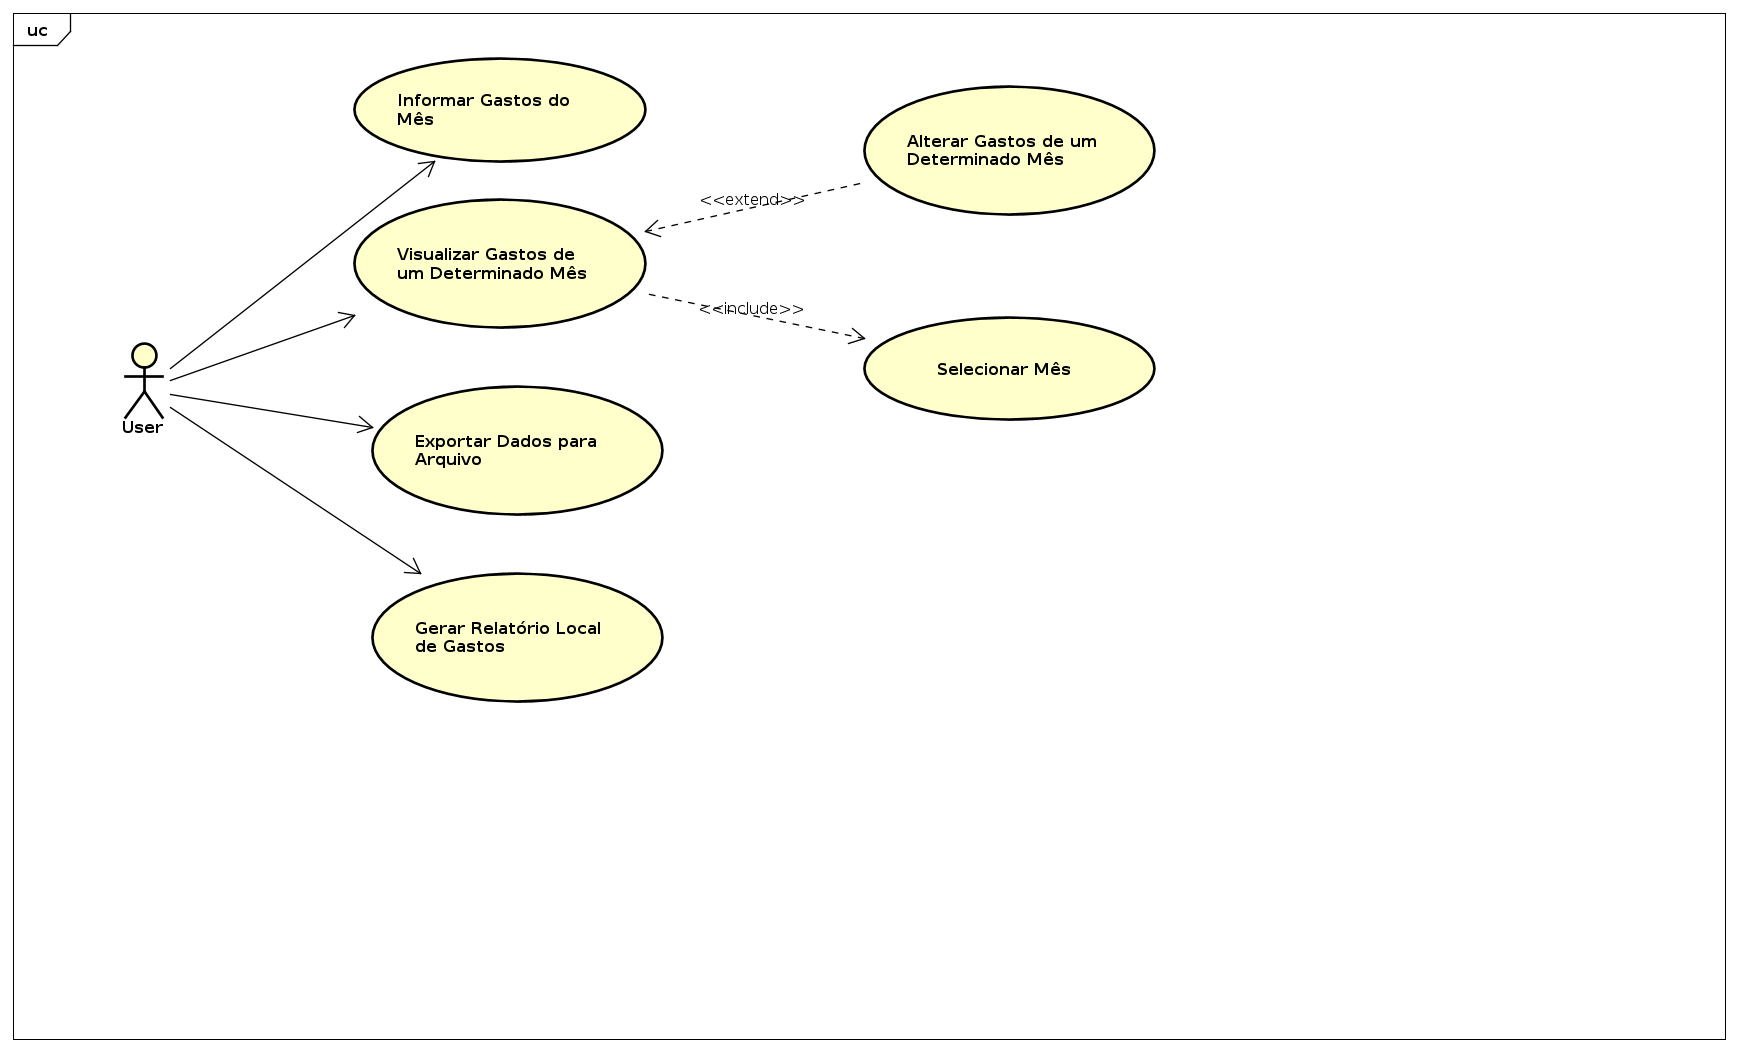 uc
Informar Gastos do
Mês
Alterar Gastos de um
Determinado Mês
<<extend>>
Visualizar Gastos de
um Determinado Mês
<<include>>
Selecionar Mês
User
Exportar Dados para
Arquivo
Gerar Relatório Local
de Gastos